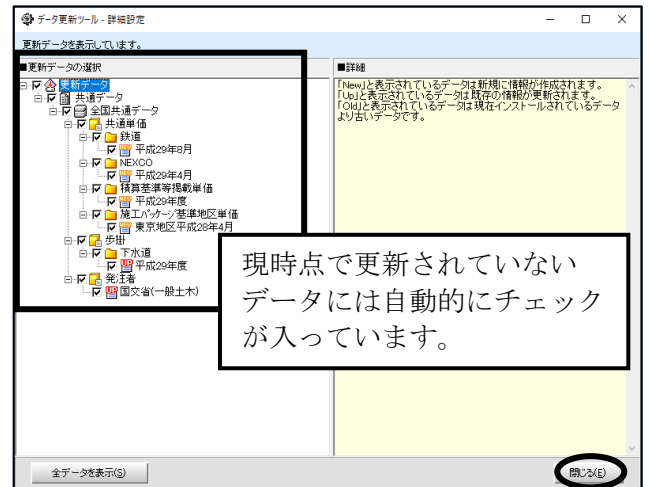 データ更新ツール - 詳細設定
更新データを表示しています。
■更新データの選択
更新データ
共通データ
全国共通データ
共通単価
鉄道
平成29年8月
NEXCO
平成29年4月
積算基準等掲載単価
平成29年度
施工パッケージ基準地区単価
東京地区平成28年4月
歩掛
下水道
平成29年度
発注者
国交省(一般土木)
■詳細
「New」と表示されているデータは新規に情報が作成されます。
「Up」と表示されているデータは既存の情報が更新されます。
「Old」と表示されているデータは現在インストールされているデータ
より古いデータです。
現時点で更新されていない
データには自動的にチェック
が入っています。
全データを表示(S)
閉じる(E)